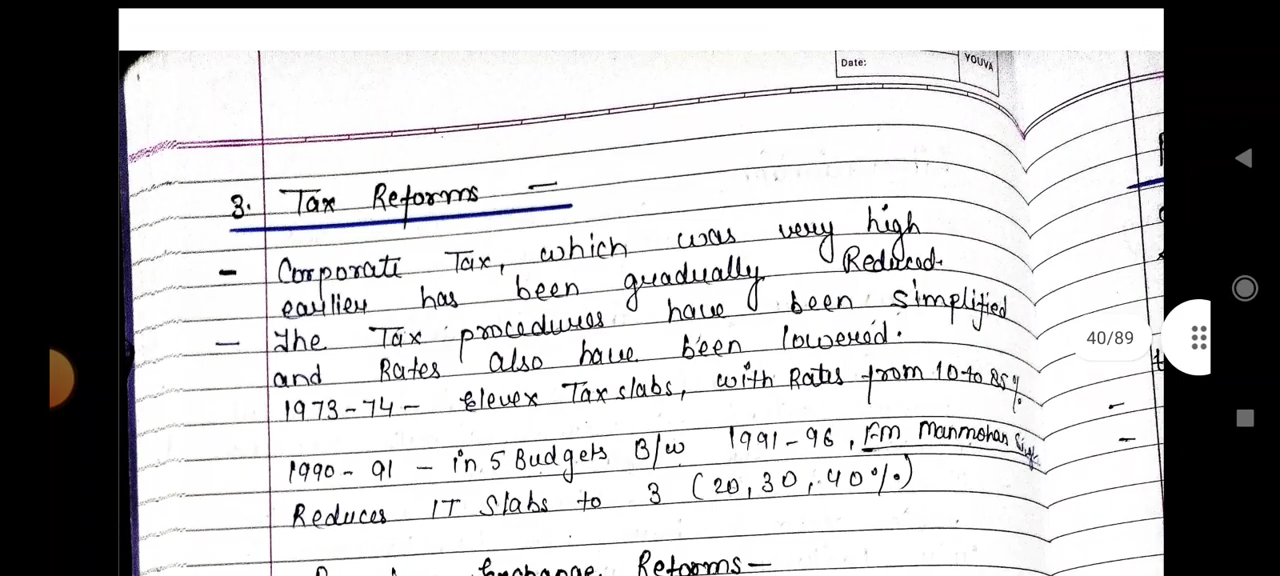 Date:
YOUVA
3. Tax Reforms —
- Corporate Tax, which was very high
earlier has been gradually Reduced.
- The Tax procedures have been simplified
and Rates also have been lowered.
1973-74 - Elevex Tax slabs, with Rates from 10 to 85%
1990-91 - in 5 Budgets B/w 1991-96, F.M Manmohan Singh
Reduces IT Slabs to 3 (20, 30, 40%)
Exchange Reforms —
40/89